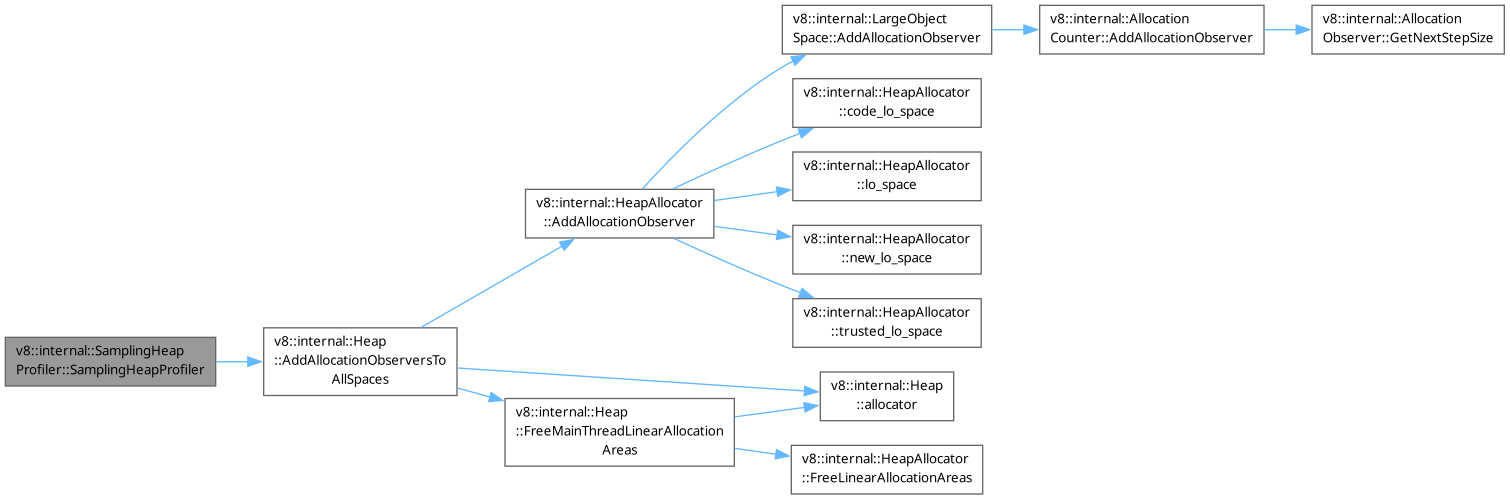 v8::internal::LargeObject
Space::AddAllocationObserver
v8::internal::Allocation
Counter::AddAllocationObserver
v8::internal::Allocation
Observer::GetNextStepSize
v8::internal::HeapAllocator
::code_lo_space
v8::internal::HeapAllocator
::lo_space
v8::internal::HeapAllocator
::AddAllocationObserver
v8::internal::HeapAllocator
::new_lo_space
v8::internal::HeapAllocator
::trusted_lo_space
v8::internal::SamplingHeap
Profiler::SamplingHeapProfiler
v8::internal::Heap
::AddAllocationObserversTo
AllSpaces
v8::internal::Heap
::allocator
v8::internal::Heap
::FreeMainThreadLinearAllocation
Areas
v8::internal::HeapAllocator
::FreeLinearAllocationAreas